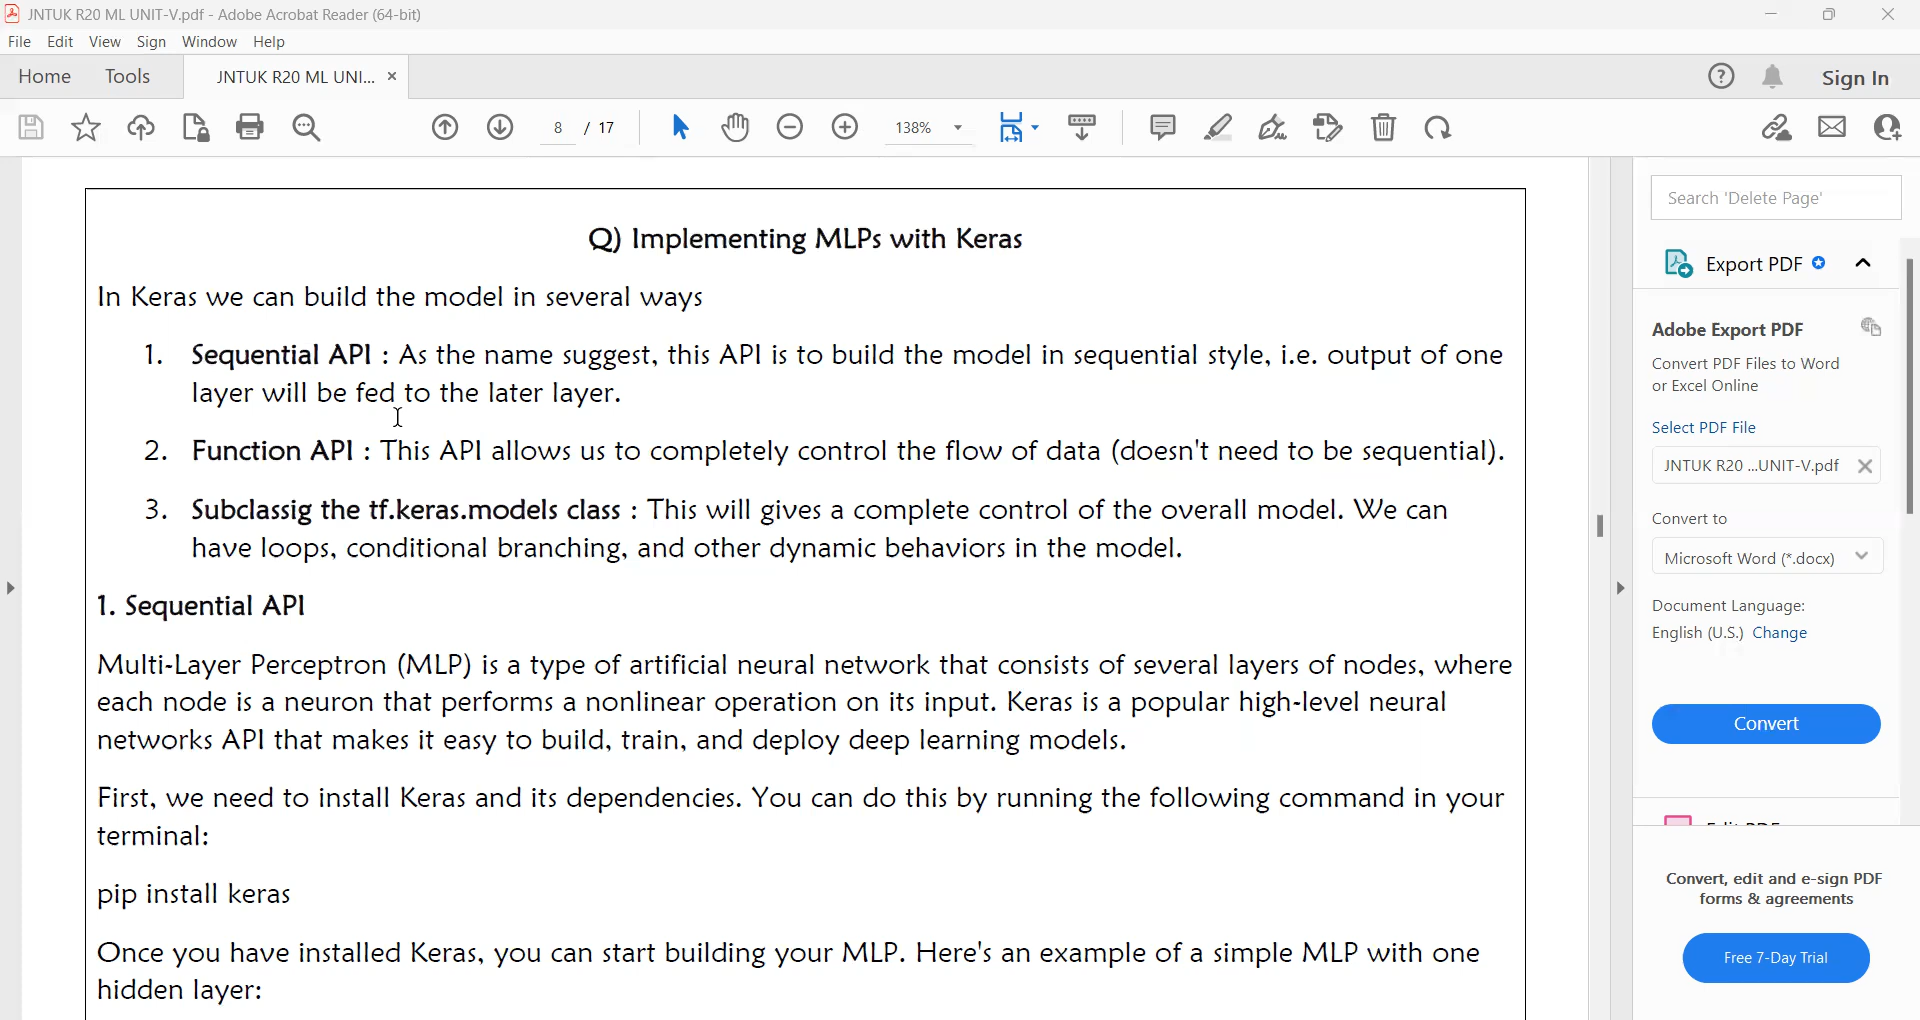 JNTUK R20 ML UNIT-V.pdf - Adobe Acrobat Reader (64-bit)
File Edit View Sign Window Help
Home Tools JNTUK R20 ML UNI... × Sign In
8 / 17 138%
Search 'Delete Page'
Q) Implementing MLPs with Keras
In Keras we can build the model in several ways
1. Sequential API : As the name suggest, this API is to build the model in sequential style, i.e. output of one
layer will be fed to the later layer.
2. Function API : This API allows us to completely control the flow of data (doesn't need to be sequential).
3. Subclassig the tf.keras.models class : This will gives a complete control of the overall model. We can
have loops, conditional branching, and other dynamic behaviors in the model.
1. Sequential API
Multi-Layer Perceptron (MLP) is a type of artificial neural network that consists of several layers of nodes, where
each node is a neuron that performs a nonlinear operation on its input. Keras is a popular high-level neural
networks API that makes it easy to build, train, and deploy deep learning models.
First, we need to install Keras and its dependencies. You can do this by running the following command in your
terminal:
pip install keras
Once you have installed Keras, you can start building your MLP. Here's an example of a simple MLP with one
hidden layer:
Export PDF
Adobe Export PDF
Convert PDF Files to Word
or Excel Online
Select PDF File
JNTUK R20 ...UNIT-V.pdf
Convert to
Microsoft Word (*.docx)
Document Language:
English (U.S.) Change
Convert
Convert, edit and e-sign PDF
forms & agreements
Free 7-Day Trial